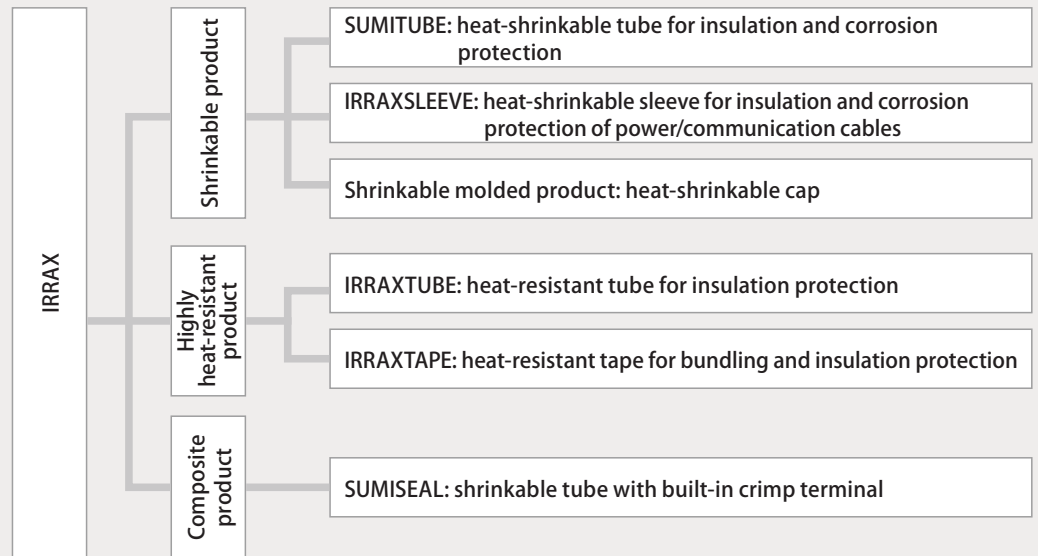 IRRAX
Shrinkable product
SUMITUBE: heat-shrinkable tube for insulation and corrosion
protection
IRRAXSLEEVE: heat-shrinkable sleeve for insulation and corrosion
protection of power/communication cables
Shrinkable molded product: heat-shrinkable cap
Highly
heat-resistant
product
IRRAXTUBE: heat-resistant tube for insulation protection
IRRAXTAPE: heat-resistant tape for bundling and insulation protection
Composite
product
SUMISEAL: shrinkable tube with built-in crimp terminal